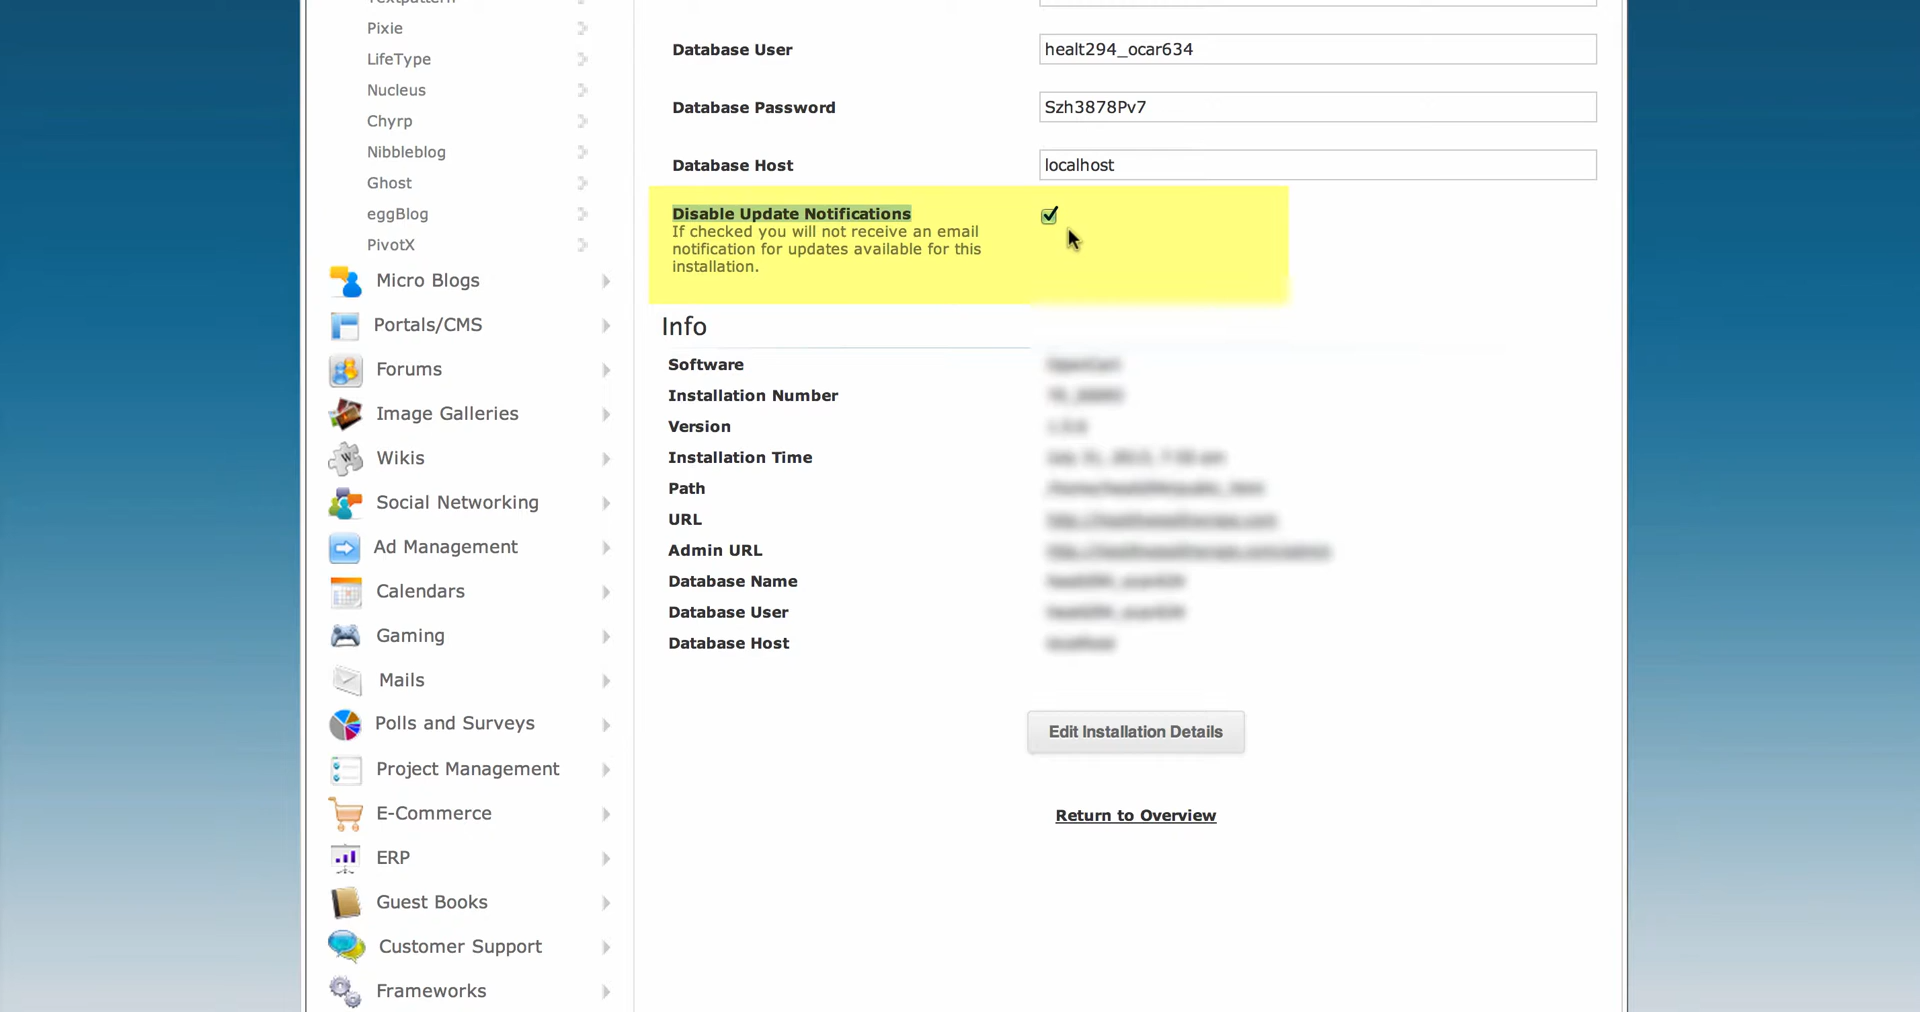 Pixie
LifeType
Nucleus
Chyrp
Nibbleblog
Ghost
eggBlog
PivotX
Micro Blogs
Portals/CMS
Forums
Image Galleries
Wikis
Social Networking
Ad Management
Calendars
Gaming
Mails
Polls and Surveys
Project Management
E-Commerce
ERP
Guest Books
Customer Support
Frameworks
Database User healt294_ocar634
Database Password Szh3878Pv7
Database Host localhost
Disable Update Notifications
If checked you will not receive an email
notification for updates available for this
installation.
Info
Software
Installation Number
Version
Installation Time
Path
URL
Admin URL
Database Name
Database User
Database Host
Edit Installation Details
Return to Overview